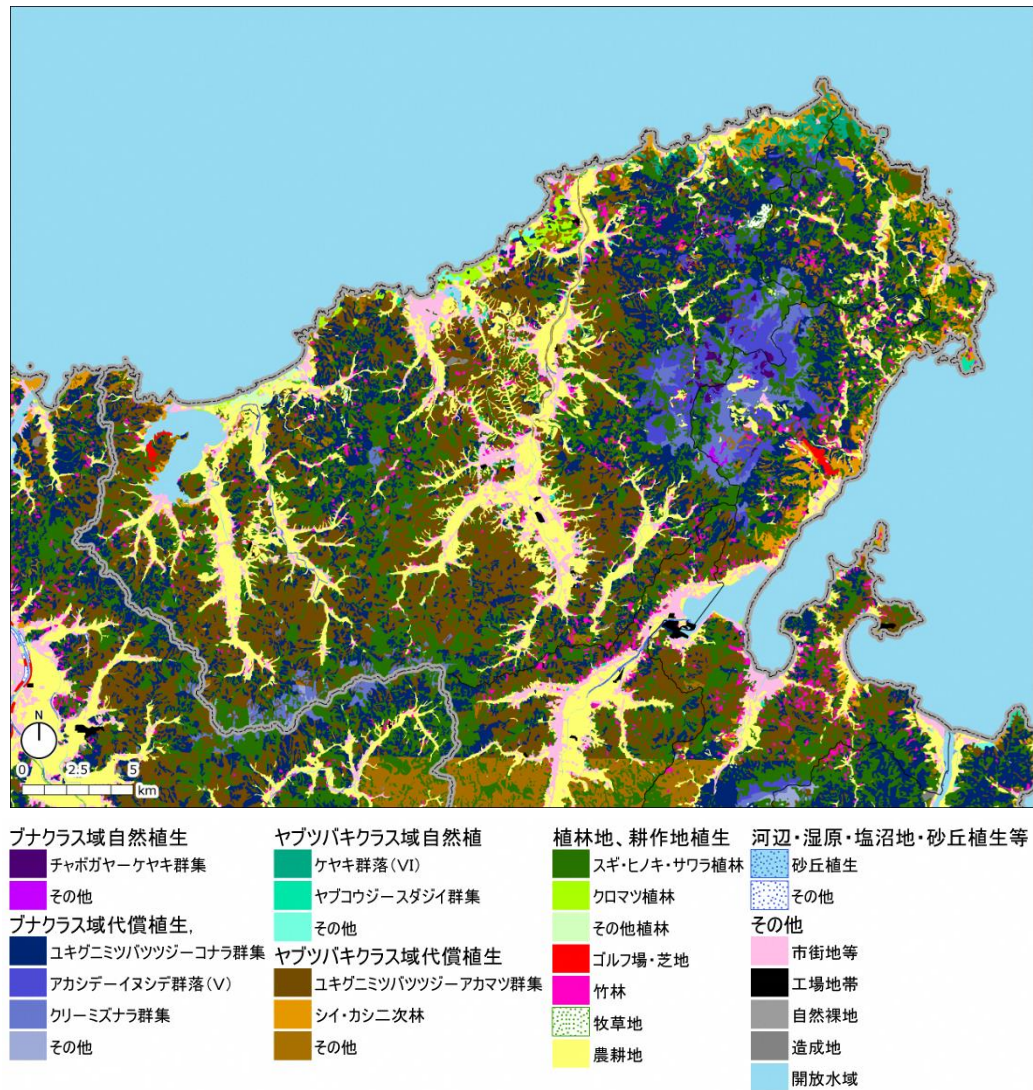 N
0 2.5 5
km
ブナクラス域自然植生
チャボガヤーケヤキ群集
その他
ブナクラス域代償植生,
ユキグニミツバツツジーコナラ群集
アカシデーイヌシデ群落(Ⅴ)
クリーミズナラ群集
その他
ヤブツバキクラス域自然植
ケヤキ群落(Ⅵ)
ヤブコウジースダジイ群集
その他
ヤブツバキクラス域代償植生
ユキグニミツバツツジーアカマツ群集
シイ・カシ二次林
その他
植林地、耕作地植生
スギ・ヒノキ・サワラ植林
クロマツ植林
その他植林
ゴルフ場・芝地
竹林
牧草地
農耕地
河辺・湿原・塩沼地・砂丘植生等
砂丘植生
その他
その他
市街地等
工場地帯
自然裸地
造成地
開放水域